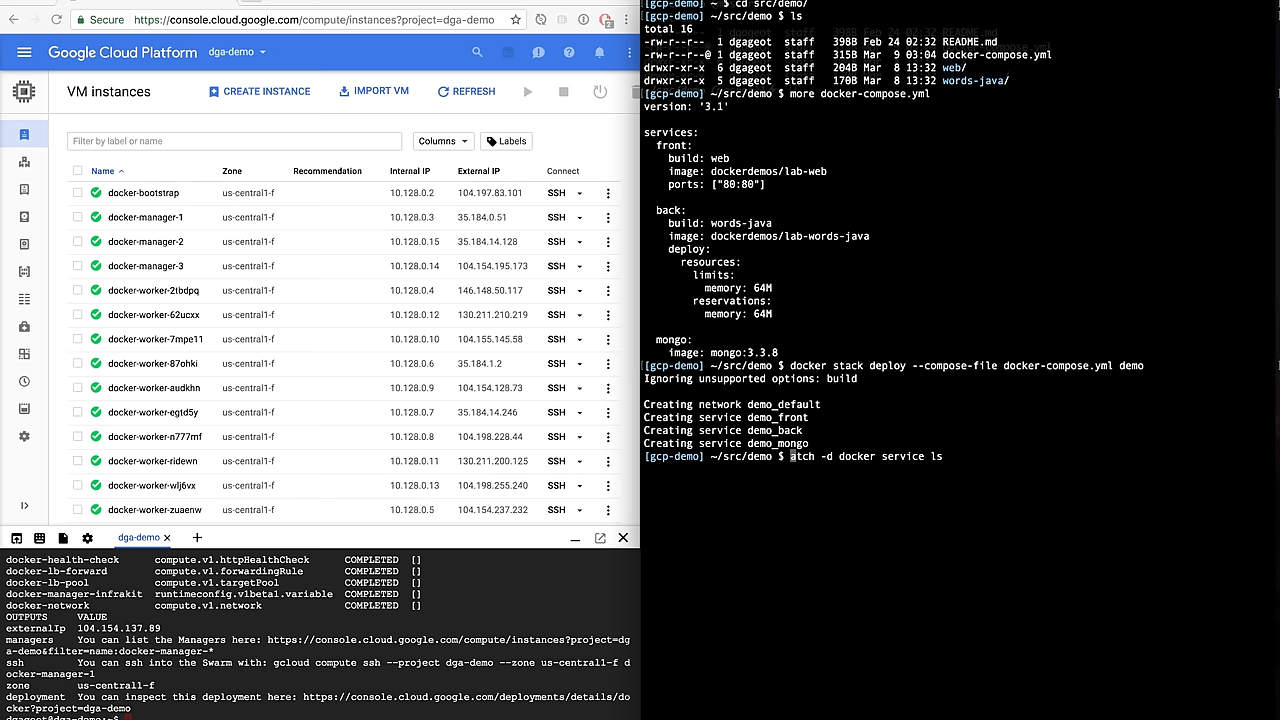 Secure https://console.cloud.google.com/compute/instances?project=dga-demo
2
Google Cloud Platform dga-demo
VM instances CREATE INSTANCE IMPORT VM REFRESH
Filter by label or name Columns Labels
Name Zone Recommendation Internal IP External IP Connect
docker-bootstrap us-central1-f 10.128.0.2 104.197.83.101 SSH
docker-manager-1 us-central1-f 10.128.0.3 35.184.0.51 SSH
docker-manager-2 us-central1-f 10.128.0.15 35.184.14.128 SSH
docker-manager-3 us-central1-f 10.128.0.14 104.154.195.173 SSH
docker-worker-2tbdpq us-central1-f 10.128.0.4 146.148.50.117 SSH
docker-worker-62ucxx us-central1-f 10.128.0.12 130.211.210.219 SSH
docker-worker-7mpe11 us-central1-f 10.128.0.10 104.155.145.58 SSH
docker-worker-87ohki us-central1-f 10.128.0.6 35.184.1.2 SSH
docker-worker-audkhn us-central1-f 10.128.0.9 104.154.128.73 SSH
docker-worker-egtd5y us-central1-f 10.128.0.7 35.184.14.246 SSH
docker-worker-n777mf us-central1-f 10.128.0.8 104.198.228.44 SSH
docker-worker-ridewn us-central1-f 10.128.0.11 130.211.200.125 SSH
docker-worker-wlj6vx us-central1-f 10.128.0.13 104.198.255.240 SSH
docker-worker-zuaenw us-central1-f 10.128.0.5 104.154.237.232 SSH
dga-demo × +
docker-health-check compute.v1.httpHealthCheck COMPLETED []
docker-lb-forward compute.v1.forwardingRule COMPLETED []
docker-lb-pool compute.v1.targetPool COMPLETED []
docker-manager-infrakit runtimeconfig.v1beta1.variable COMPLETED []
docker-network compute.v1.network COMPLETED []
OUTPUTS VALUE
externalIp 104.154.137.89
managers You can list the Managers here: https://console.cloud.google.com/compute/instances?project=dg
a-demo&filter=name:docker-manager-*
ssh You can ssh into the Swarm with: gcloud compute ssh --project dga-demo --zone us-central1-f d
ocker-manager-1
zone us-central1-f
deployment You can inspect this deployment here: https://console.cloud.google.com/deployments/details/do
cker?project=dga-demo
dgageot@dga-demo:~$
[[gcp-demo] ~ $ cd src/demo/
[[gcp-demo] ~/src/demo $ ls
total 16
-rw-r--r-- 1 dgageot staff 398B Feb 24 02:32 README.md
-rw-r--r--@ 1 dgageot staff 315B Mar 9 03:04 docker-compose.yml
drwxr-xr-x 6 dgageot staff 204B Mar 8 13:32 web/
drwxr-xr-x 5 dgageot staff 170B Mar 8 13:32 words-java/
[[gcp-demo] ~/src/demo $ more docker-compose.yml
version: '3.1'
services:
front:
build: web
image: dockerdemos/lab-web
ports: ["80:80"]
back:
build: words-java
image: dockerdemos/lab-words-java
deploy:
resources:
limits:
memory: 64M
reservations:
memory: 64M
mongo:
image: mongo:3.3.8
[[gcp-demo] ~/src/demo $ docker stack deploy --compose-file docker-compose.yml demo
Ignoring unsupported options: build
Creating network demo_default
Creating service demo_front
Creating service demo_back
Creating service demo_mongo
[gcp-demo] ~/src/demo $ atch -d docker service ls